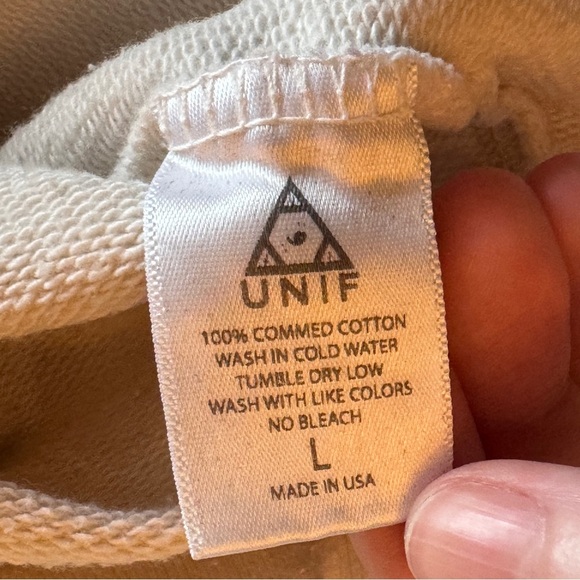 UNIF
100% COMMED COTTON
WASH IN COLD WATER
TUMBLE DRY LOW
WASH WITH LIKE COLORS
NO BLEACH
L
MADE IN USA